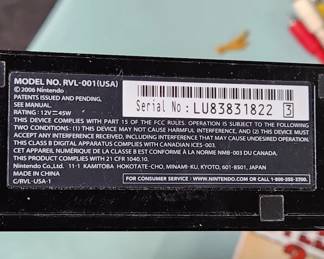 MODEL NO. RVL-001(USA)
©2006 Nintendo
PATENTS ISSUED AND PENDING.
SEE MANUAL.
RATING : 12V ⎓ 45W
Serial No: LU83831822 3
THIS DEVICE COMPLIES WITH PART 15 OF THE FCC RULES. OPERATION IS SUBJECT TO THE FOLLOWING
TWO CONDITIONS: (1) THIS DEVICE MAY NOT CAUSE HARMFUL INTERFERENCE, AND (2) THIS DEVICE
MUST ACCEPT ANY INTERFERENCE RECEIVED, INCLUDING INTERFERENCE THAT MAY CAUSE UNDESIRED OPERATION.
THIS CLASS B DIGITAL APPARATUS COMPLIES WITH CANADIAN ICES-003.
CET APPAREIL NUMÉRIQUE DE LA CLASSE B EST CONFORME À LA NORME NMB-003 DU CANADA.
THIS PRODUCT COMPLIES WITH 21 CFR 1040.10.
Nintendo Co., Ltd. 11-1 KAMITOBA HOKOTATE-CHO, MINAMI-KU, KYOTO, 601-8501, JAPAN
MADE IN CHINA
FOR SERVICE OR HELP, GO TO WWW.NINTENDO.COM OR CALL 1-800-255-3700.
C/RVL-USA-1